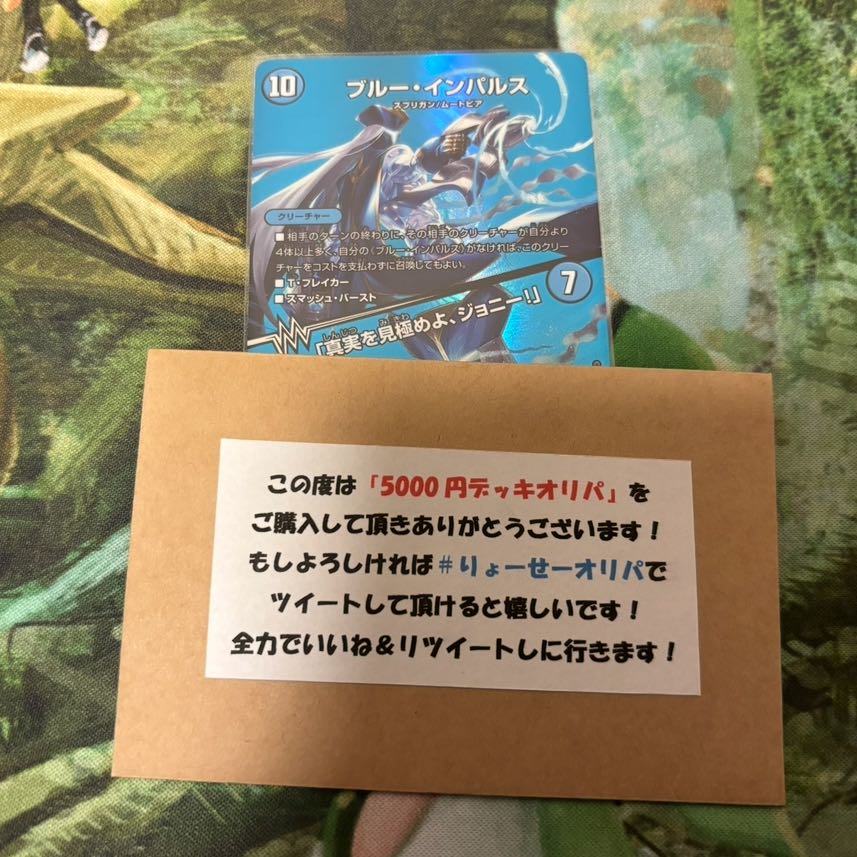 10
ブルー・インパルス
スプリガン/ムートピア
クリーチャー
■相手のターンの終わりに、その相手のクリーチャーが自分より
4体以上多く、自分の《ブルー・インパルス》がなければ、このクリー
チャーをコストを支払わずに召喚してもよい。
■T・ブレイカー
■スマッシュ・バースト
7
しんじつ みきわ
「真実を見極めよ、ジョニー!」
この度は「5000円デッキオリパ」を
ご購入して頂きありがとうございます!
もしよろしければ#りょーせーオリパで
ツイートして頂けると嬉しいです!
全力でいいね&リツイートしに行きます!